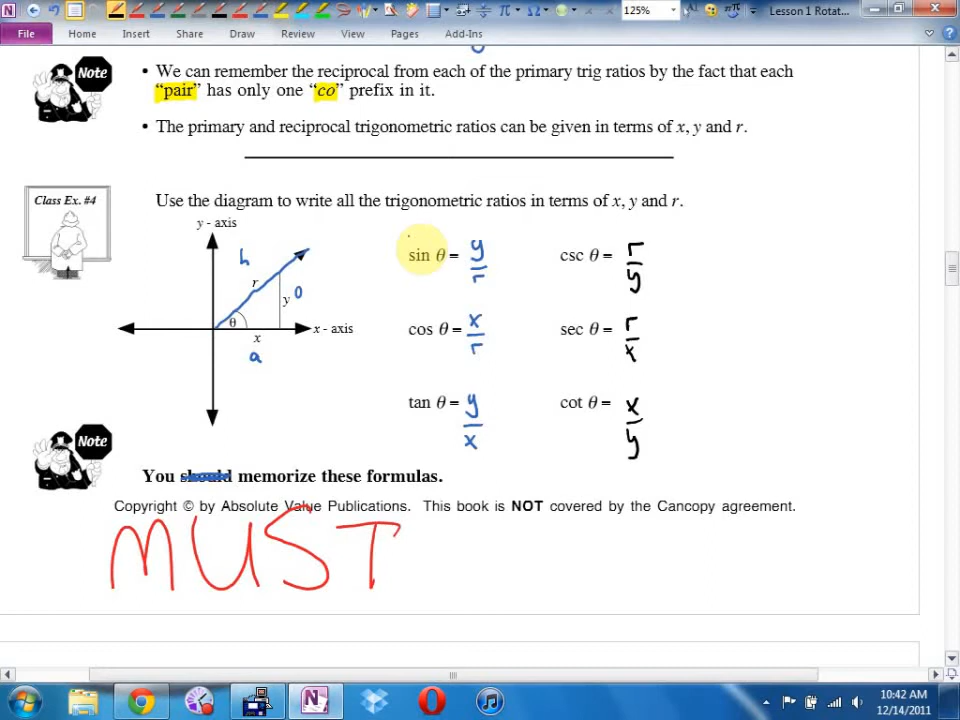 125%
Lesson 1 Rotat...
File Home Insert Share Draw Review View Pages Add-Ins
Note
• We can remember the reciprocal from each of the primary trig ratios by the fact that each
“pair” has only one “co” prefix in it.
• The primary and reciprocal trigonometric ratios can be given in terms of x, y and r.
Class Ex. #4
Use the diagram to write all the trigonometric ratios in terms of x, y and r.
y - axis
h
r
y o
θ
x - axis
x
a
sin θ = y/r csc θ = r/y
cos θ = x/r sec θ = r/x
tan θ = y/x cot θ = x/y
Note
You should memorize these formulas.
Copyright © by Absolute Value Publications. This book is NOT covered by the Cancopy agreement.
MUST
10:42 AM
12/14/2011